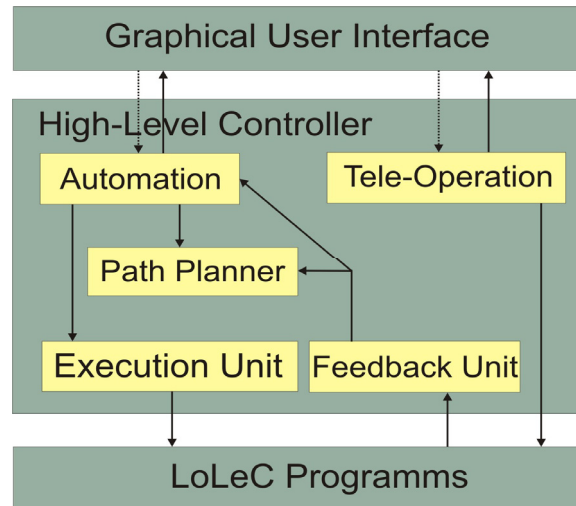 Graphical User Interface
High-Level Controller
Automation
Tele-Operation
Path Planner
Execution Unit
Feedback Unit
LoLeC Programms